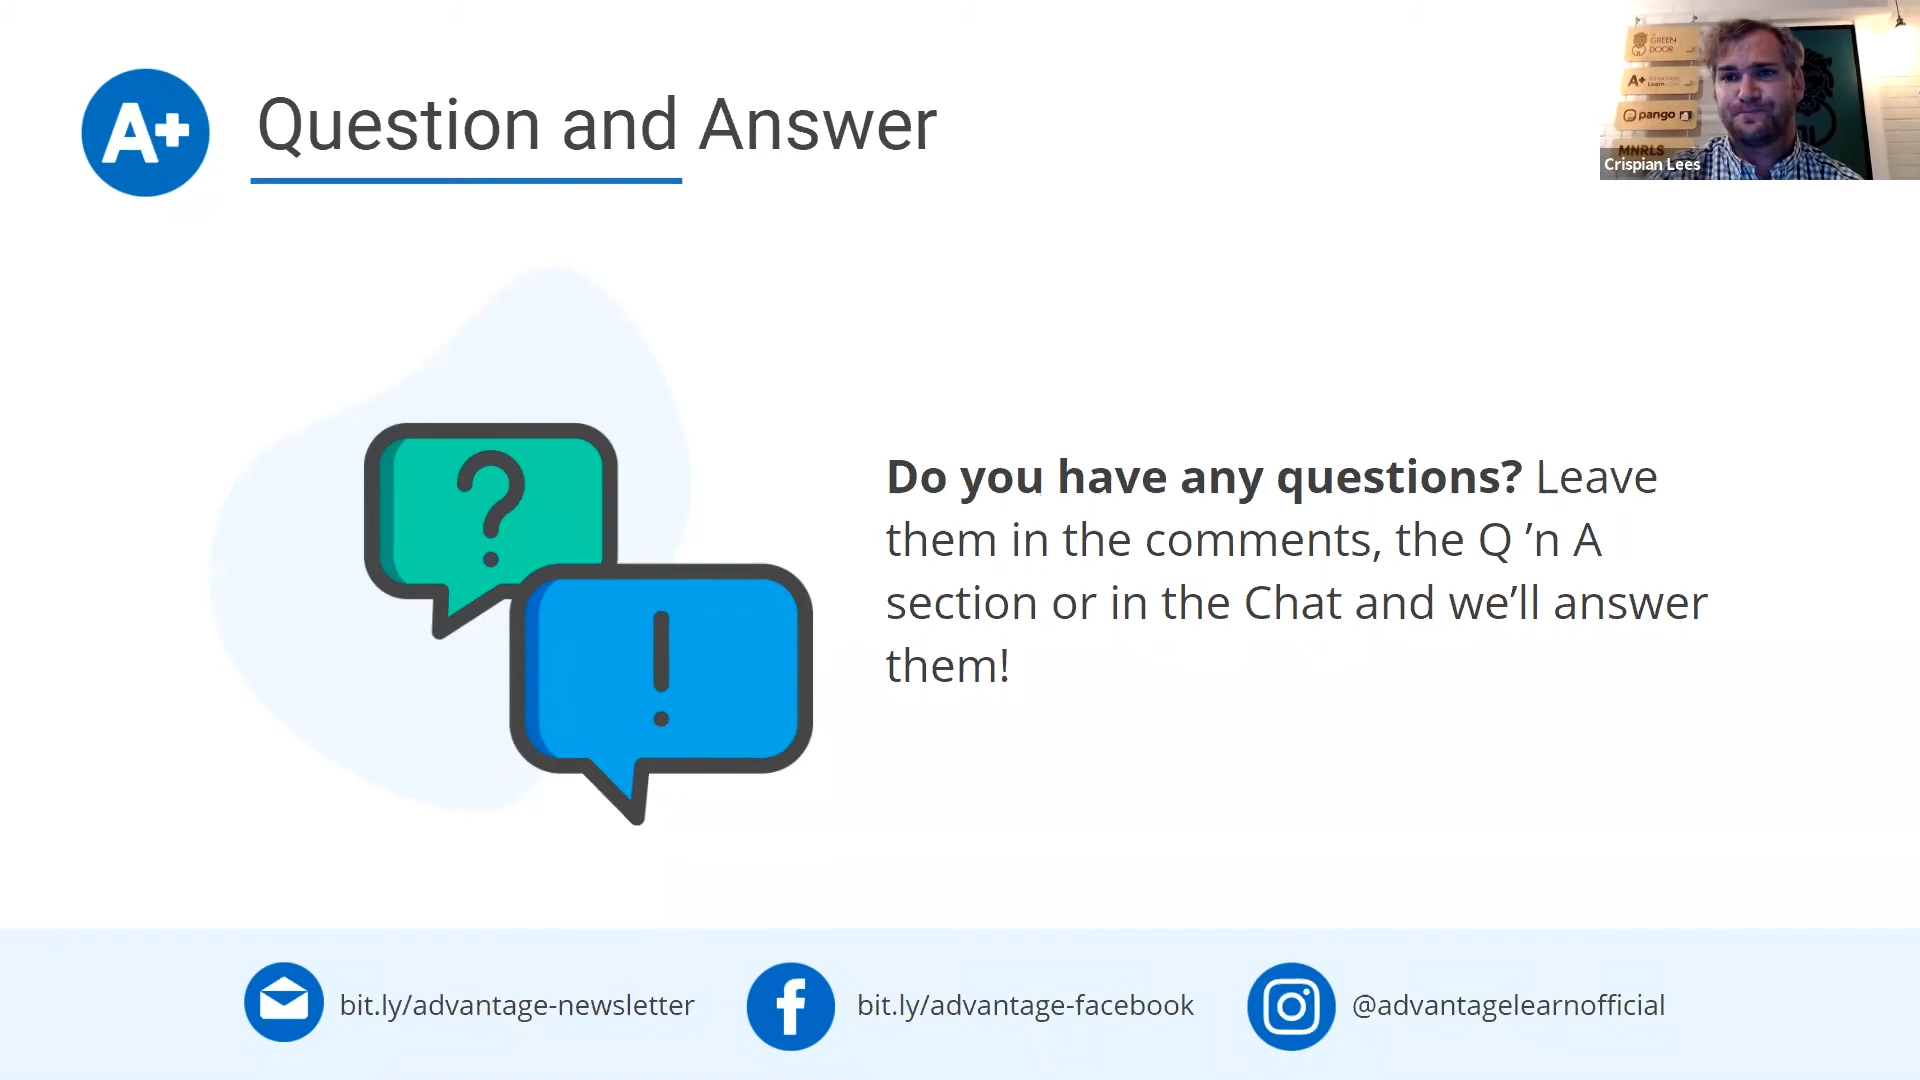 A+
Question and Answer
GREEN
DOOR
A+
Learn
pango
MNRLS
Crispian Lees
?
!
Do you have any questions? Leave
them in the comments, the Q ’n A
section or in the Chat and we’ll answer
them!
bit.ly/advantage-newsletter
f
bit.ly/advantage-facebook
@advantagelearnofficial